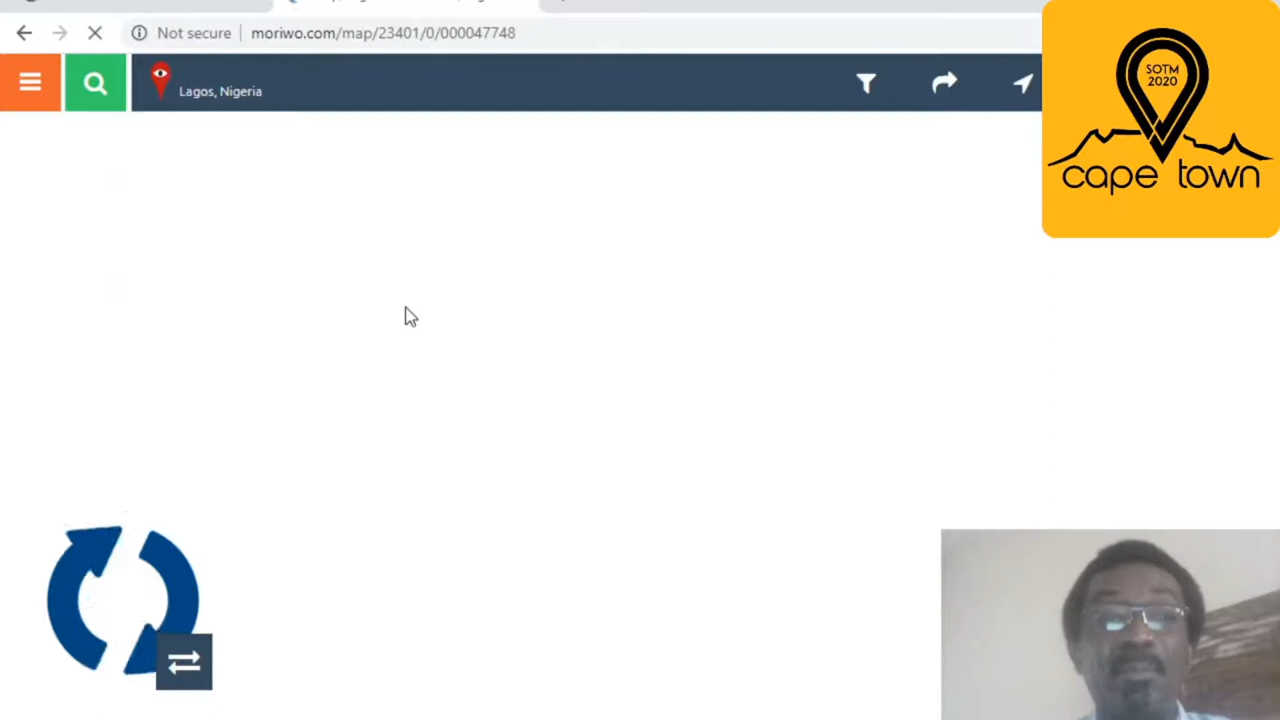 Not secure
moriwo.com/map/23401/0/000047748
Lagos, Nigeria
SOTM
2020
cape town